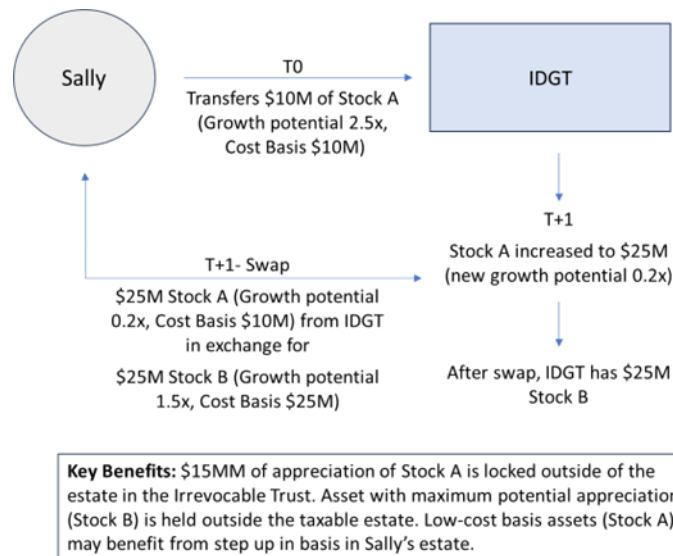 Sally
T0
Transfers $10M of Stock A
(Growth potential 2.5x,
Cost Basis $10M)
IDGT
T+1
Stock A increased to $25M
(new growth potential 0.2x)
T+1- Swap
$25M Stock A (Growth potential
0.2x, Cost Basis $10M) from IDGT
in exchange for
$25M Stock B (Growth potential
1.5x, Cost Basis $25M)
After swap, IDGT has $25M
Stock B
Key Benefits: $15MM of appreciation of Stock A is locked outside of the
estate in the Irrevocable Trust. Asset with maximum potential appreciation
(Stock B) is held outside the taxable estate. Low-cost basis assets (Stock A)
may benefit from step up in basis in Sally's estate.